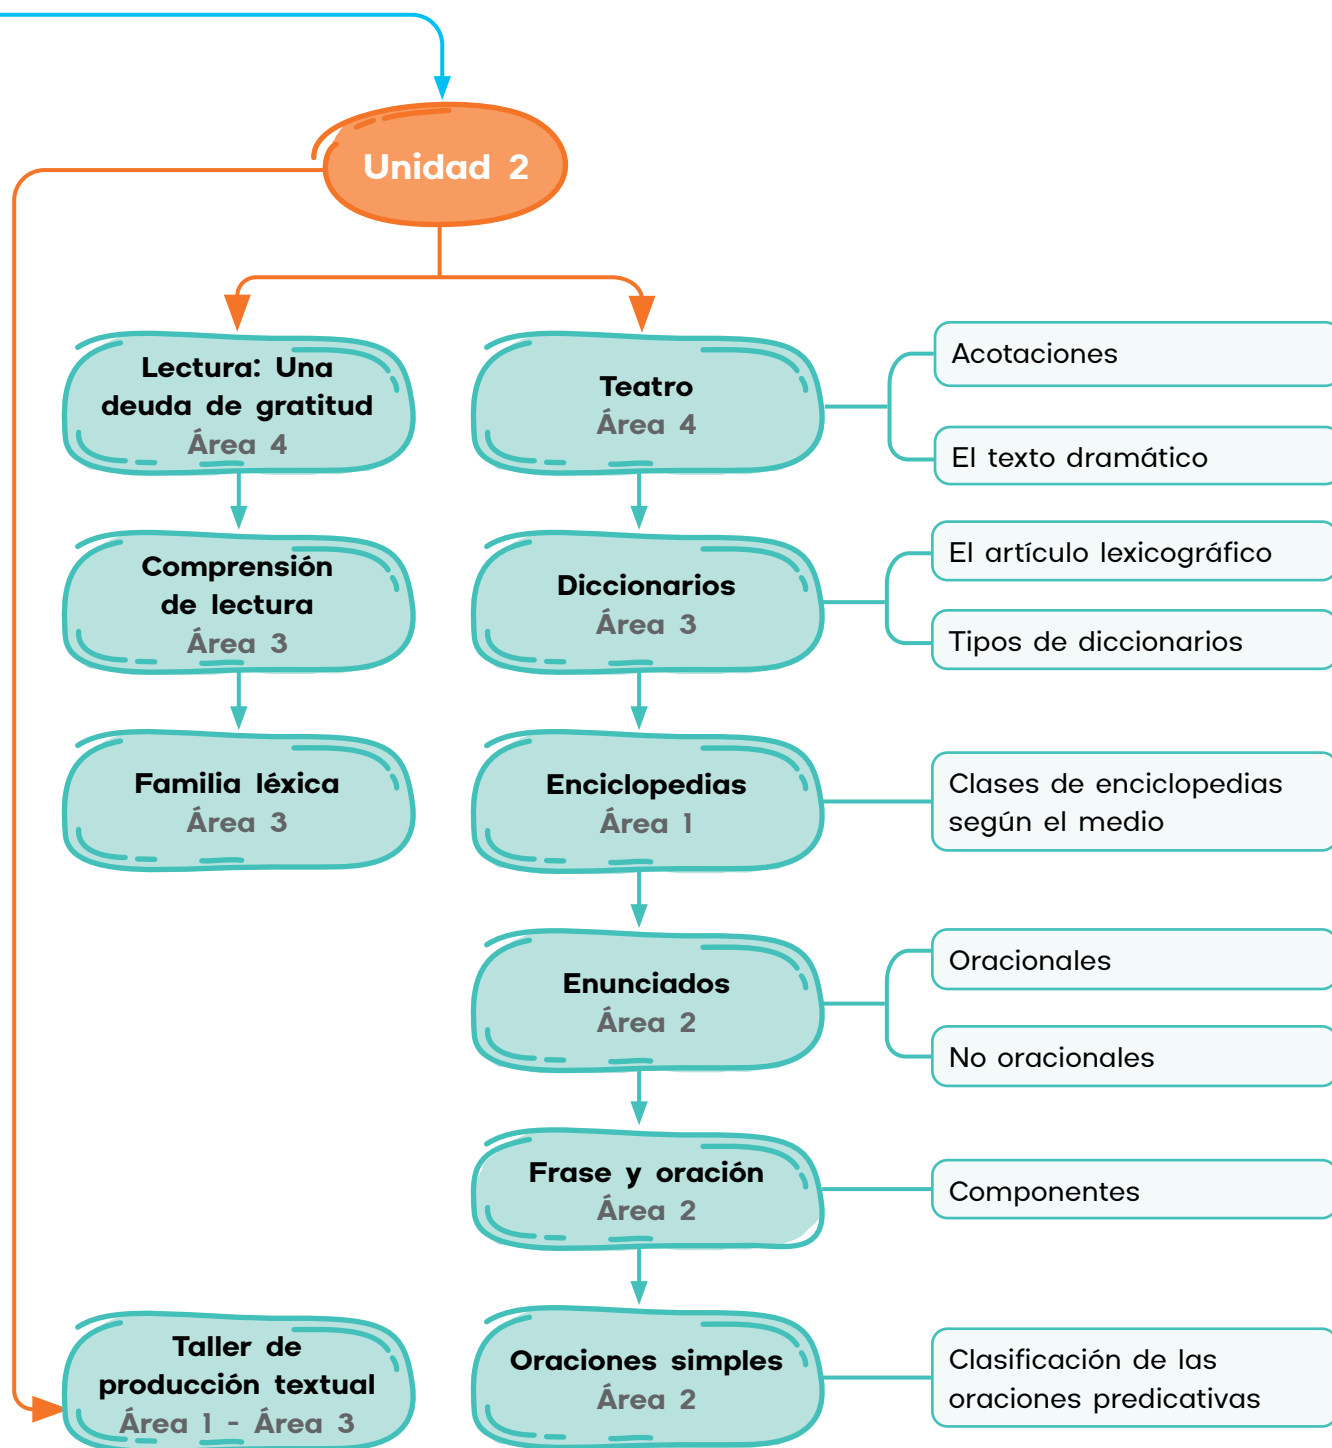 Unidad 2
Lectura: Una
deuda de gratitud
Área 4
Comprensión
de lectura
Área 3
Familia léxica
Área 3
Taller de
producción textual
Área 1 - Área 3
Teatro
Área 4
Acotaciones
El texto dramático
Diccionarios
Área 3
El artículo lexicográfico
Tipos de diccionarios
Enciclopedias
Área 1
Clases de enciclopedias
según el medio
Enunciados
Área 2
Oracionales
No oracionales
Frase y oración
Área 2
Componentes
Oraciones simples
Área 2
Clasificación de las
oraciones predicativas